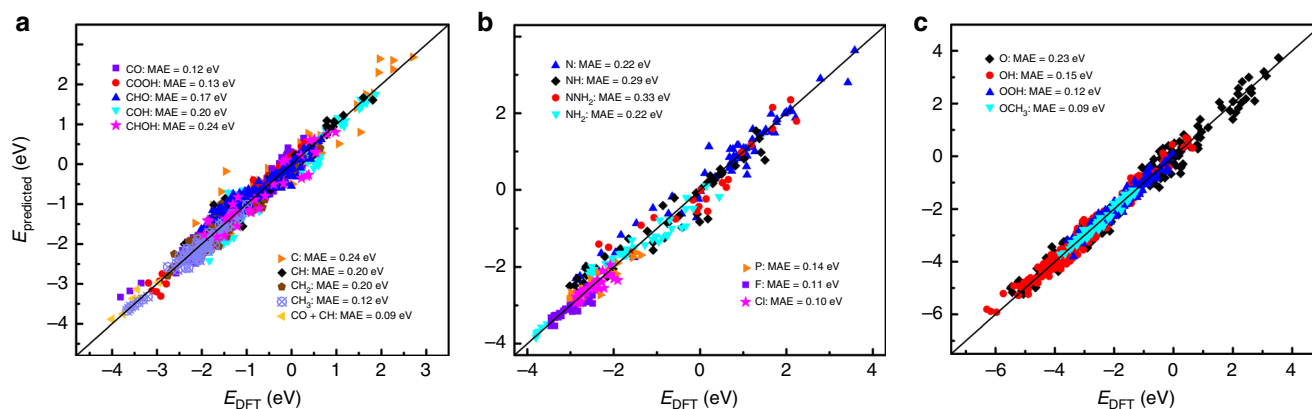 a
E_predicted (eV)
2
1
0
−1
−2
−3
−4
CO: MAE = 0.12 eV
COOH: MAE = 0.13 eV
CHO: MAE = 0.17 eV
COH: MAE = 0.20 eV
CHOH: MAE = 0.24 eV
C: MAE = 0.24 eV
CH: MAE = 0.20 eV
CH₂: MAE = 0.20 eV
CH₃: MAE = 0.12 eV
CO + CH: MAE = 0.09 eV
−4 −3 −2 −1 0 1 2 3
E_DFT (eV)
b
4
2
0
−2
−4
N: MAE = 0.22 eV
NH: MAE = 0.29 eV
NNH₂: MAE = 0.33 eV
NH₂: MAE = 0.22 eV
P: MAE = 0.14 eV
F: MAE = 0.11 eV
Cl: MAE = 0.10 eV
−4 −2 0 2 4
E_DFT (eV)
c
4
2
0
−2
−4
−6
O: MAE = 0.23 eV
OH: MAE = 0.15 eV
OOH: MAE = 0.12 eV
OCH₃: MAE = 0.09 eV
−6 −4 −2 0 2 4
E_DFT (eV)